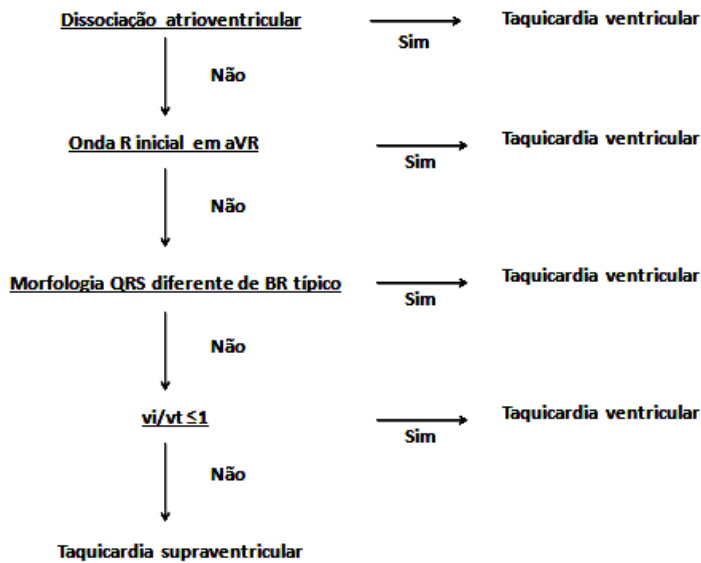 Dissociação atrioventricular
Sim
Taquicardia ventricular
Não
Onda R inicial em aVR
Sim
Taquicardia ventricular
Não
Morfologia QRS diferente de BR típico
Sim
Taquicardia ventricular
Não
vi/vt ≤1
Sim
Taquicardia ventricular
Não
Taquicardia supraventricular